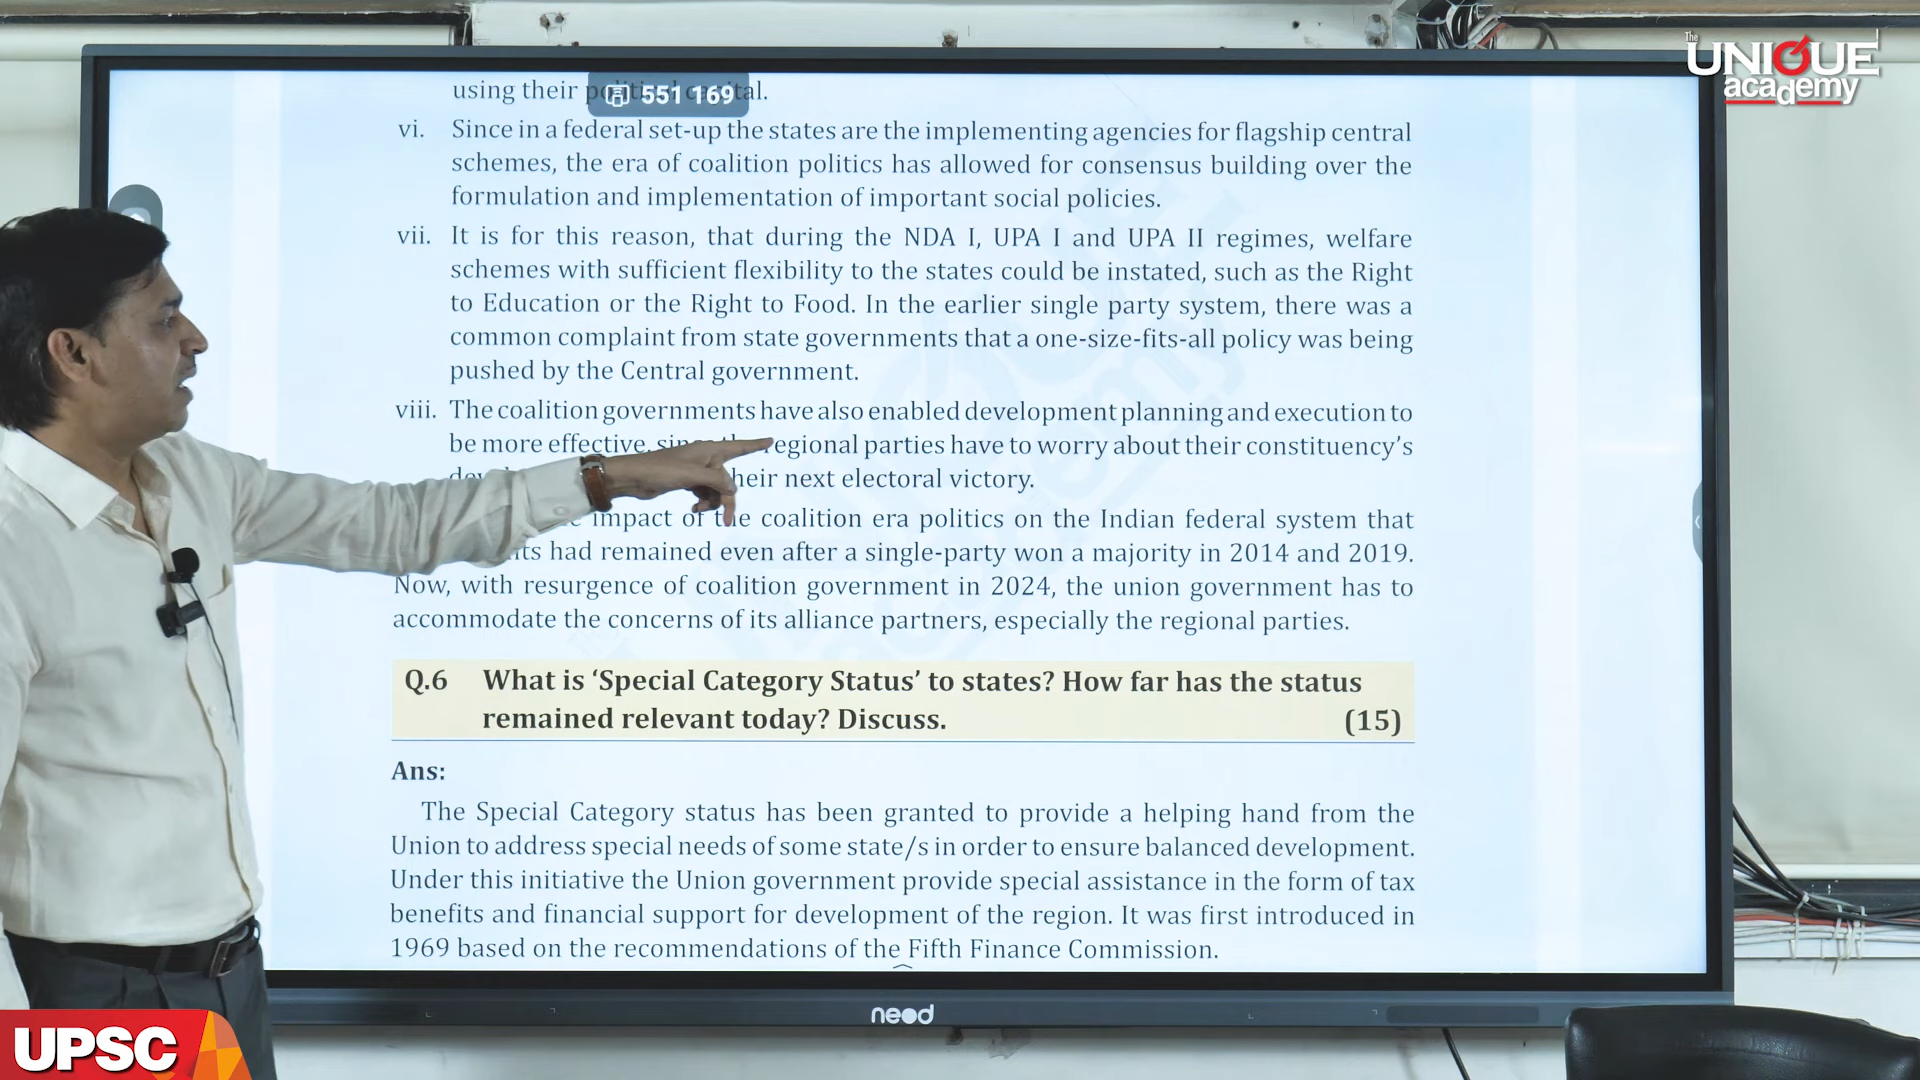 The
UNIQUE
academy
using their
551 169
vi. Since in a federal set-up the states are the implementing agencies for flagship central
schemes, the era of coalition politics has allowed for consensus building over the
formulation and implementation of important social policies.
vii. It is for this reason, that during the NDA I, UPA I and UPA II regimes, welfare
schemes with sufficient flexibility to the states could be instated, such as the Right
to Education or the Right to Food. In the earlier single party system, there was a
common complaint from state governments that a one-size-fits-all policy was being
pushed by the Central government.
viii. The coalition governments have also enabled development planning and execution to
be more effective, regional parties have to worry about their constituency's
their next electoral victory.
impact of the coalition era politics on the Indian federal system that
had remained even after a single-party won a majority in 2014 and 2019.
Now, with resurgence of coalition government in 2024, the union government has to
accommodate the concerns of its alliance partners, especially the regional parties.
Q.6 What is ‘Special Category Status’ to states? How far has the status
remained relevant today? Discuss. (15)
Ans:
The Special Category status has been granted to provide a helping hand from the
Union to address special needs of some state/s in order to ensure balanced development.
Under this initiative the Union government provide special assistance in the form of tax
benefits and financial support for development of the region. It was first introduced in
1969 based on the recommendations of the Fifth Finance Commission.
UPSC